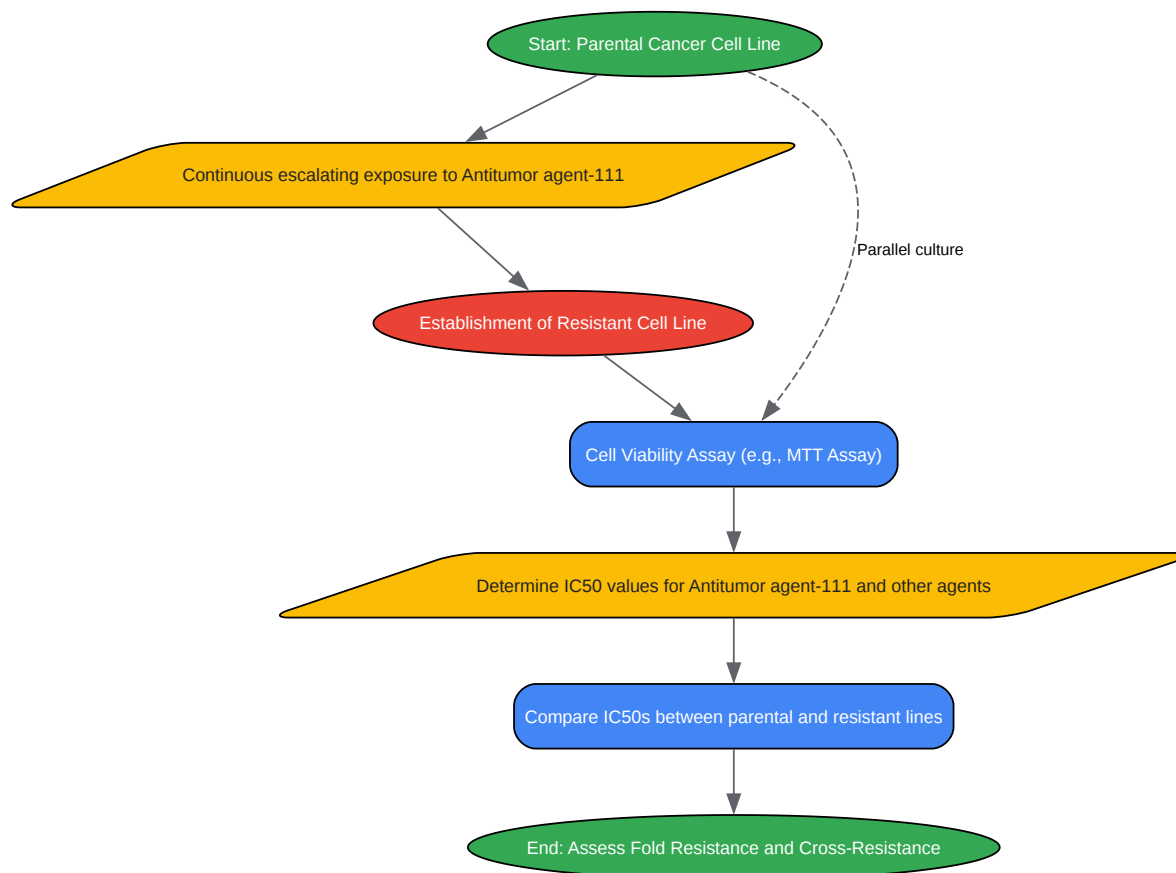 Start: Parental Cancer Cell Line
Continuous escalating exposure to Antitumor agent-111
Parallel culture
Establishment of Resistant Cell Line
Cell Viability Assay (e.g., MTT Assay)
Determine IC50 values for Antitumor agent-111 and other agents
Compare IC50s between parental and resistant lines
End: Assess Fold Resistance and Cross-Resistance